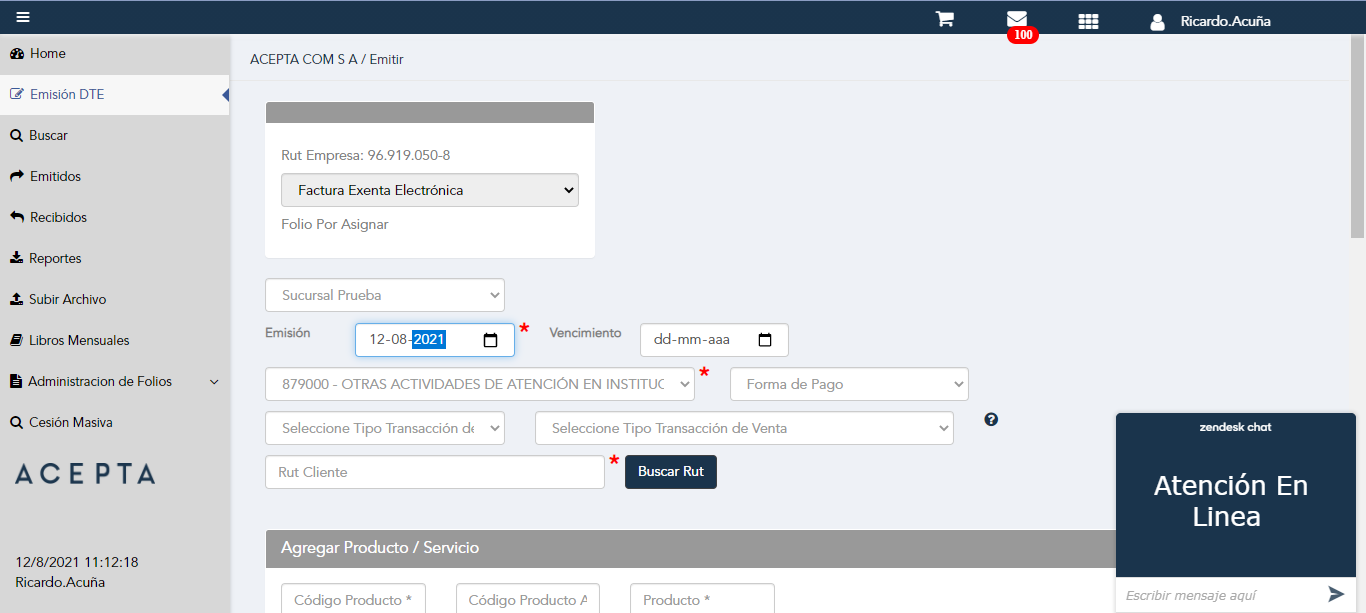 100
Ricardo.Acuña
Home
Emisión DTE
Buscar
Emitidos
Recibidos
Reportes
Subir Archivo
Libros Mensuales
Administracion de Folios
Cesión Masiva
ACEPTA
12/8/2021 11:12:18
Ricardo.Acuña
ACEPTA COM S A / Emitir
Rut Empresa: 96.919.050-8
Factura Exenta Electrónica
Folio Por Asignar
Sucursal Prueba
Emisión 12-08-2021 * Vencimiento dd-mm-aaa
879000 - OTRAS ACTIVIDADES DE ATENCIÓN EN INSTITUC * Forma de Pago
Seleccione Tipo Transacción de Seleccione Tipo Transacción de Venta ?
Rut Cliente * Buscar Rut
Agregar Producto / Servicio
Código Producto * Código Producto A Producto *
zendesk chat
Atención En
Linea
Escribir mensaje aquí